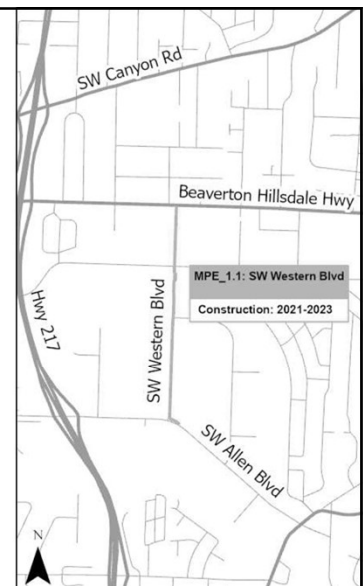 SW Canyon Rd
Beaverton Hillsdale Hwy
MPE_1.1: SW Western Blvd
Construction: 2021-2023
Hwy 217
SW Western Blvd
SW Allen Blvd
N